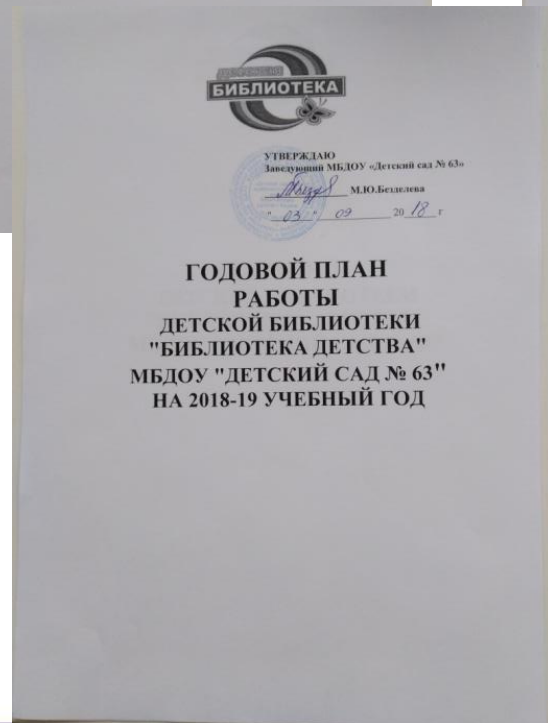 ДЕТСКАЯ
БИБЛИОТЕКА
УТВЕРЖДАЮ
Заведующий МБДОУ «Детский сад № 63»
М.Ю.Безделева
" 03 " 09 20 18 г
ГОДОВОЙ ПЛАН
РАБОТЫ
ДЕТСКОЙ БИБЛИОТЕКИ
"БИБЛИОТЕКА ДЕТСТВА"
МБДОУ "ДЕТСКИЙ САД № 63"
НА 2018-19 УЧЕБНЫЙ ГОД